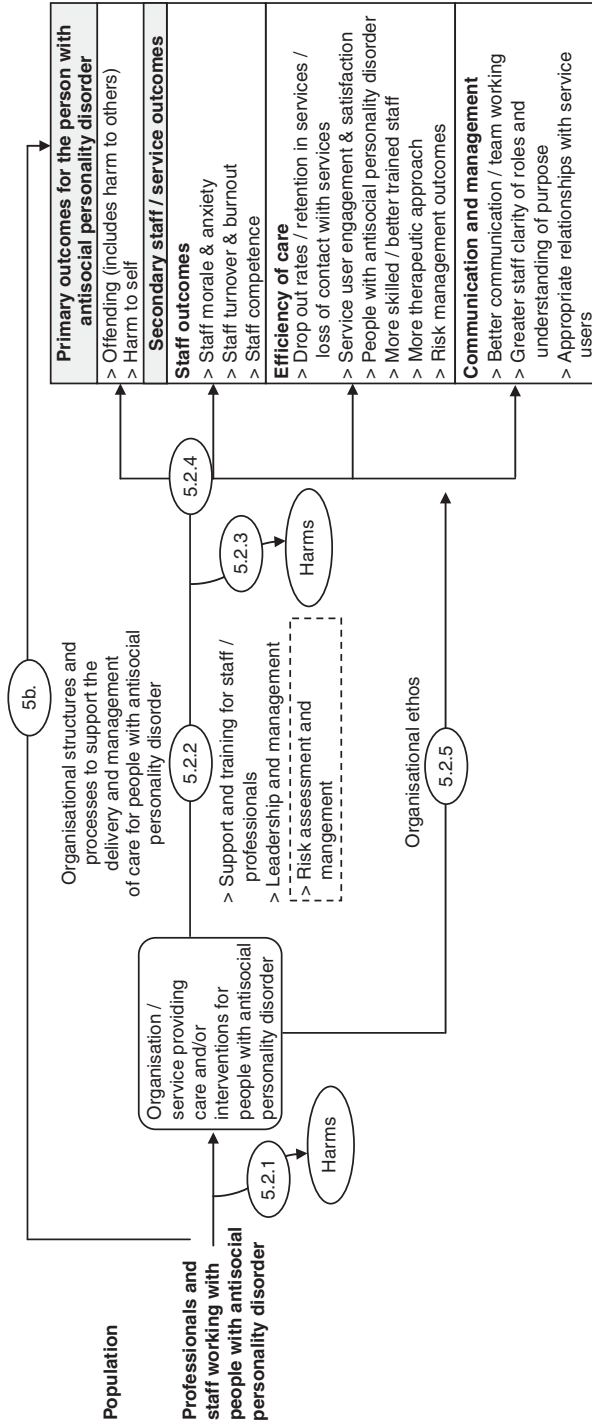 Population
Professionals and
staff working with
people with antisocial
personality disorder
5b.
5.2.1
Harms
Organisation /
service providing
care and/or
interventions for
people with antisocial
personality disorder
Organisational structures and
processes to support the
delivery and management
of care for people with antisocial
personality disorder
5.2.2
> Support and training for staff /
professionals
> Leadership and management
> Risk assessment and
mangement
5.2.3
Harms
5.2.4
Organisational ethos
5.2.5
Primary outcomes for the person with
antisocial personality disorder
> Offending (includes harm to others)
> Harm to self
Secondary staff / service outcomes
Staff outcomes
> Staff morale & anxiety
> Staff turnover & burnout
> Staff competence
Efficiency of care
> Drop out rates / retention in services /
loss of contact wiith services
> Service user engagement & satisfaction
> People with antisocial personality disorder
> More skilled / better trained staff
> More therapeutic approach
> Risk management outcomes
Communication and management
> Better communication / team working
> Greater staff clarity of roles and
understanding of purpose
> Appropriate relationships with service
users